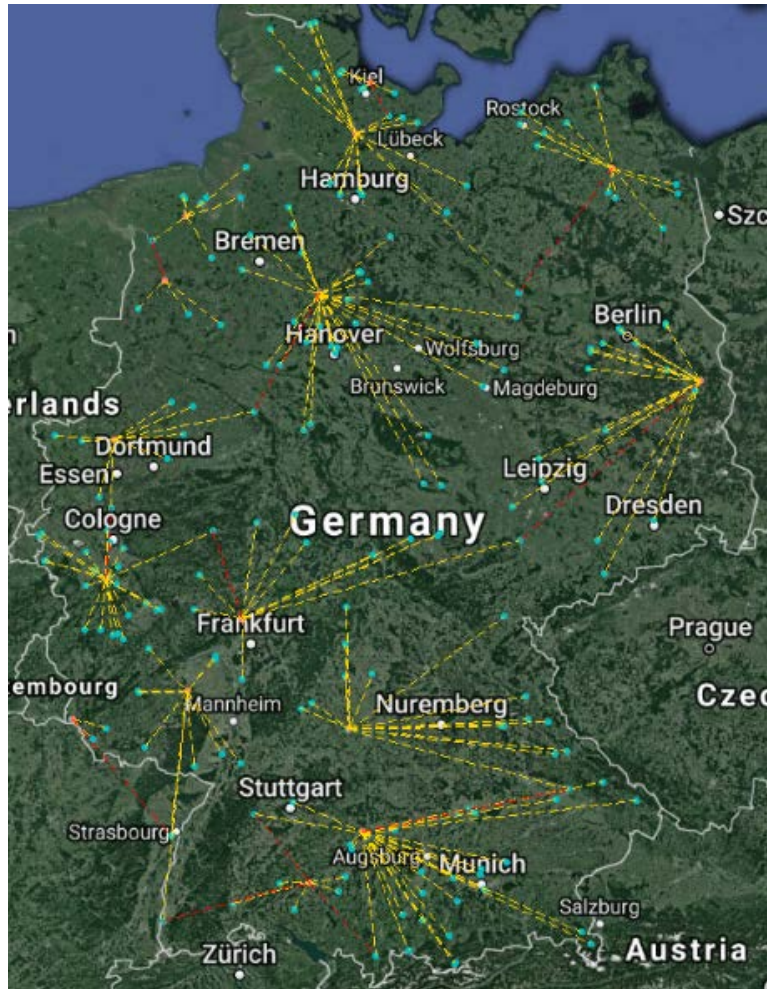 Kiel
Rostock
Lübeck
Hamburg
Szc
Bremen
Berlin
n
Hanover
Wolfsburg
Brunswick
Magdeburg
erlands
Dortmund
Essen
Leipzig
Cologne
Germany
Dresden
Frankfurt
Prague
xembourg
Mannheim
Nuremberg
Czec
Stuttgart
Strasbourg
Augsburg
Munich
Salzburg
Zürich
Austria